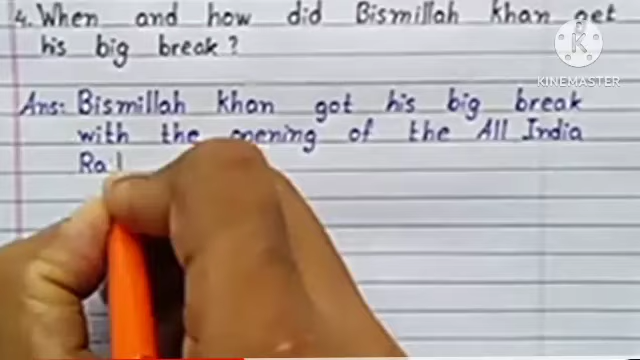 4. When and how did Bismillah Khan get
his big break?
Ans: Bismillah Khan got his big break
with the opening of the All India
Ra
KINEMASTER